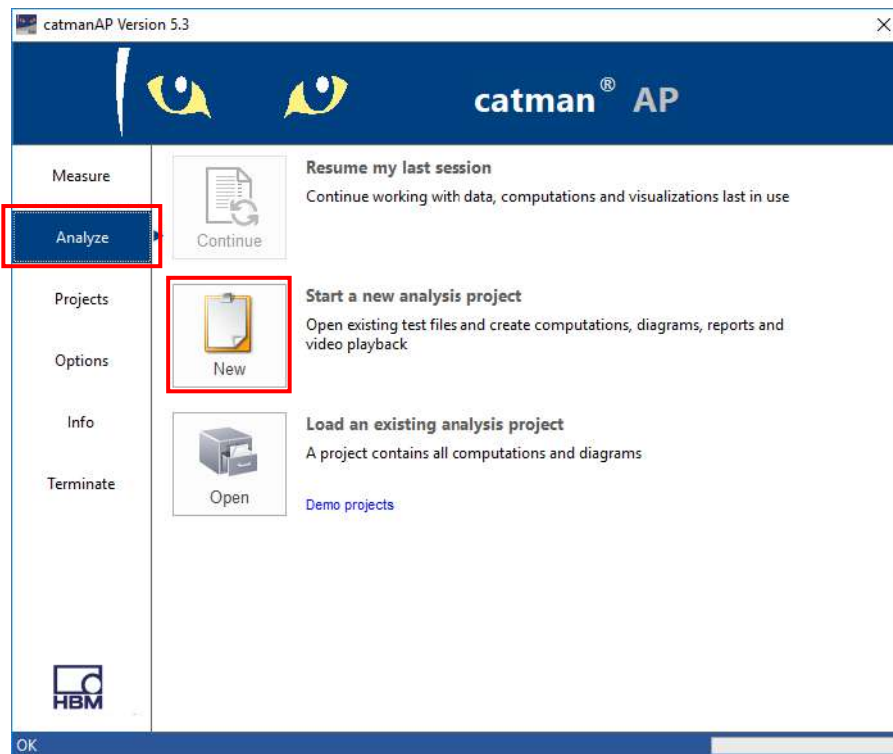 catmanAP Version 5.3
catman® AP
Measure
Analyze
Projects
Options
Info
Terminate
Resume my last session
Continue working with data, computations and visualizations last in use
Continue
Start a new analysis project
Open existing test files and create computations, diagrams, reports and
video playback
New
Load an existing analysis project
A project contains all computations and diagrams
Open
Demo projects
HBM
OK